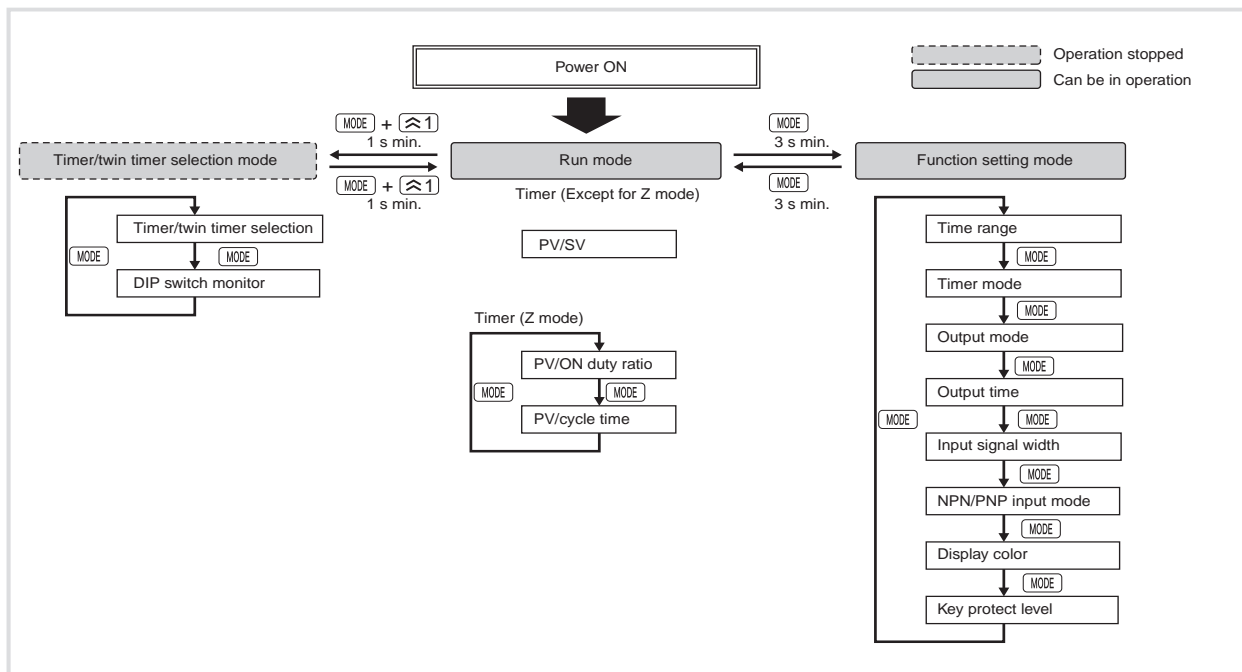 Power ON
Operation stopped
Can be in operation
MODE + ︽1
1 s min.
MODE
3 s min.
Timer/twin timer selection mode
Run mode
Function setting mode
MODE + ︽1
1 s min.
MODE
3 s min.
Timer (Except for Z mode)
Timer/twin timer selection
MODE
MODE
DIP switch monitor
PV/SV
Timer (Z mode)
PV/ON duty ratio
MODE
MODE
PV/cycle time
Time range
MODE
Timer mode
MODE
Output mode
MODE
Output time
MODE
MODE
Input signal width
MODE
NPN/PNP input mode
MODE
Display color
MODE
Key protect level